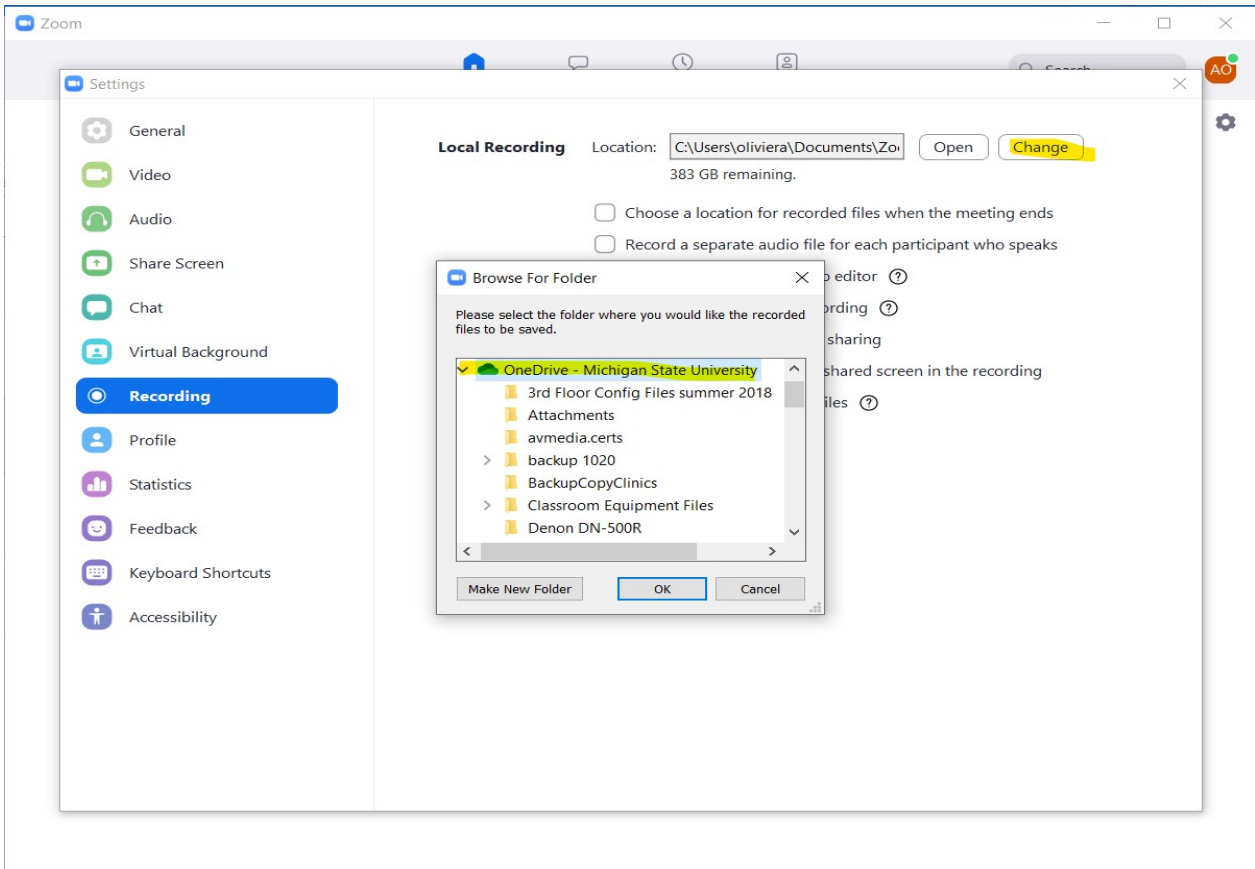 Zoom
Search
AO
Settings
General
Video
Audio
Share Screen
Chat
Virtual Background
Recording
Profile
Statistics
Feedback
Keyboard Shortcuts
Accessibility
Local Recording Location: C:\Users\oliviera\Documents\Zoo Open Change
383 GB remaining.
Choose a location for recorded files when the meeting ends
Record a separate audio file for each participant who speaks
editor ?
?
sharing
shared screen in the recording
?
Browse For Folder
Please select the folder where you would like the recorded
files to be saved.
OneDrive - Michigan State University
3rd Floor Config Files summer 2018
Attachments
avmedia.certs
backup 1020
BackupCopyClinics
Classroom Equipment Files
Denon DN-500R
Make New Folder OK Cancel